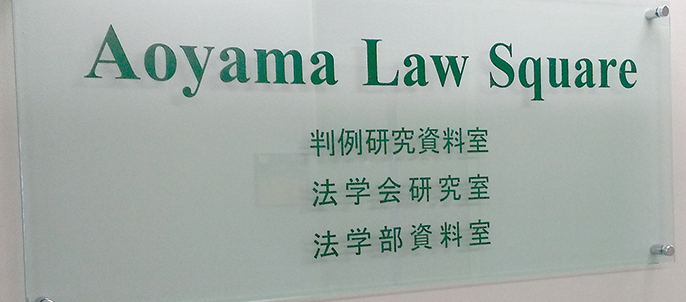 Aoyama Law Square
判例研究資料室
法学会研究室
法学部資料室